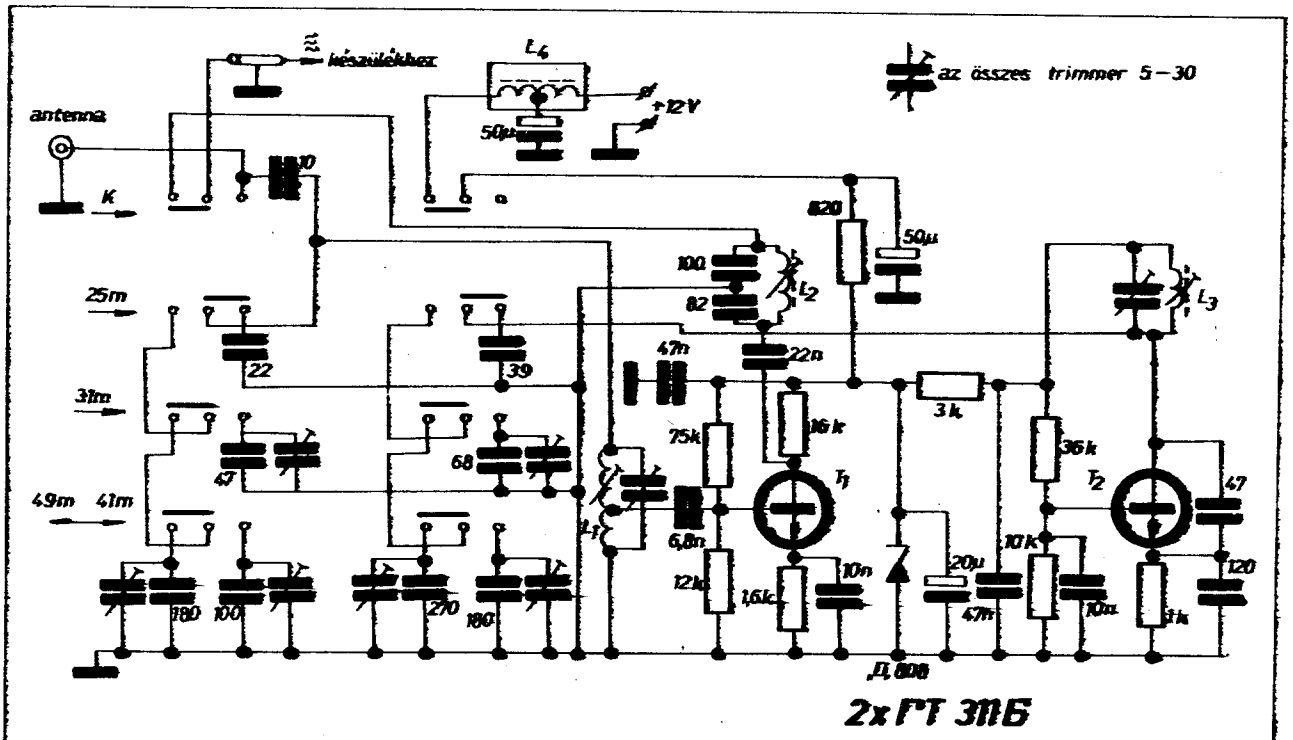 ≈ készülékhez
L4
az összes trimmer 5-30
+12V
antenna
50µ
10
K
820
50µ
100
L2
82
L3
25m
22
39
47n
22n
3k
31m
75k
16k
36k
47
68
T1
T2
47
49m 41m
L1
6,8n
12k
1,6k
10n
20µ
47n
10k
10n
120
1k
180
100
270
180
Д 808
2x ГТ 311Б